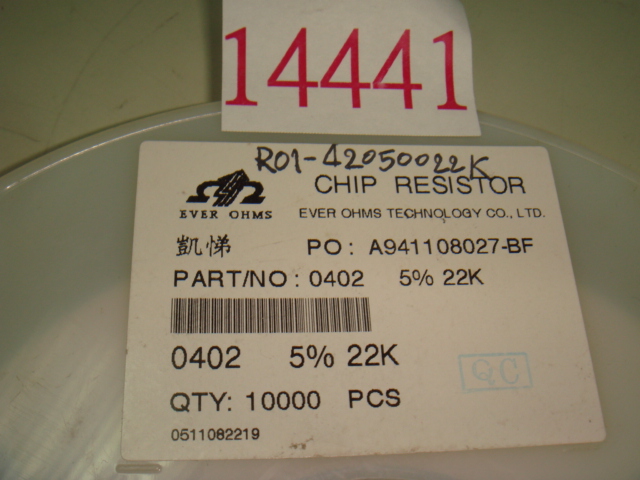 14441
R01-42050022K
CHIP RESISTOR
EVER OHMS
EVER OHMS TECHNOLOGY CO., LTD.
凱悌 PO: A941108027-BF
PART/NO: 0402 5% 22K
0402 5% 22K
QC
QTY: 10000 PCS
0511082219